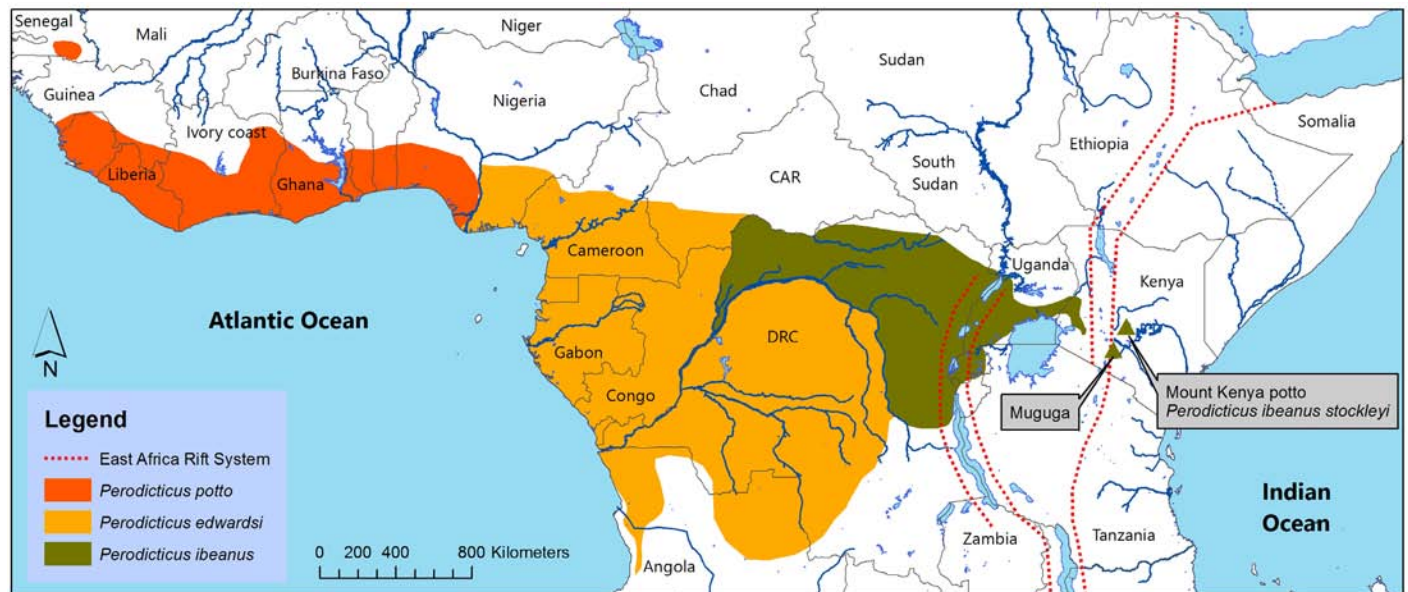 Senegal
Mali
Niger
Sudan
Burkina Faso
Guinea
Nigeria
Chad
Ivory coast
Somalia
Ethiopia
Liberia
Ghana
CAR
South
Sudan
Cameroon
Uganda
Kenya
Atlantic Ocean
DRC
N
Gabon
Congo
Muguga
Mount Kenya potto
Perodicticus ibeanus stockleyi
Legend
East Africa Rift System
Perodicticus potto
Perodicticus edwardsi
Perodicticus ibeanus
0 200 400 800 Kilometers
Angola
Zambia
Tanzania
Indian
Ocean